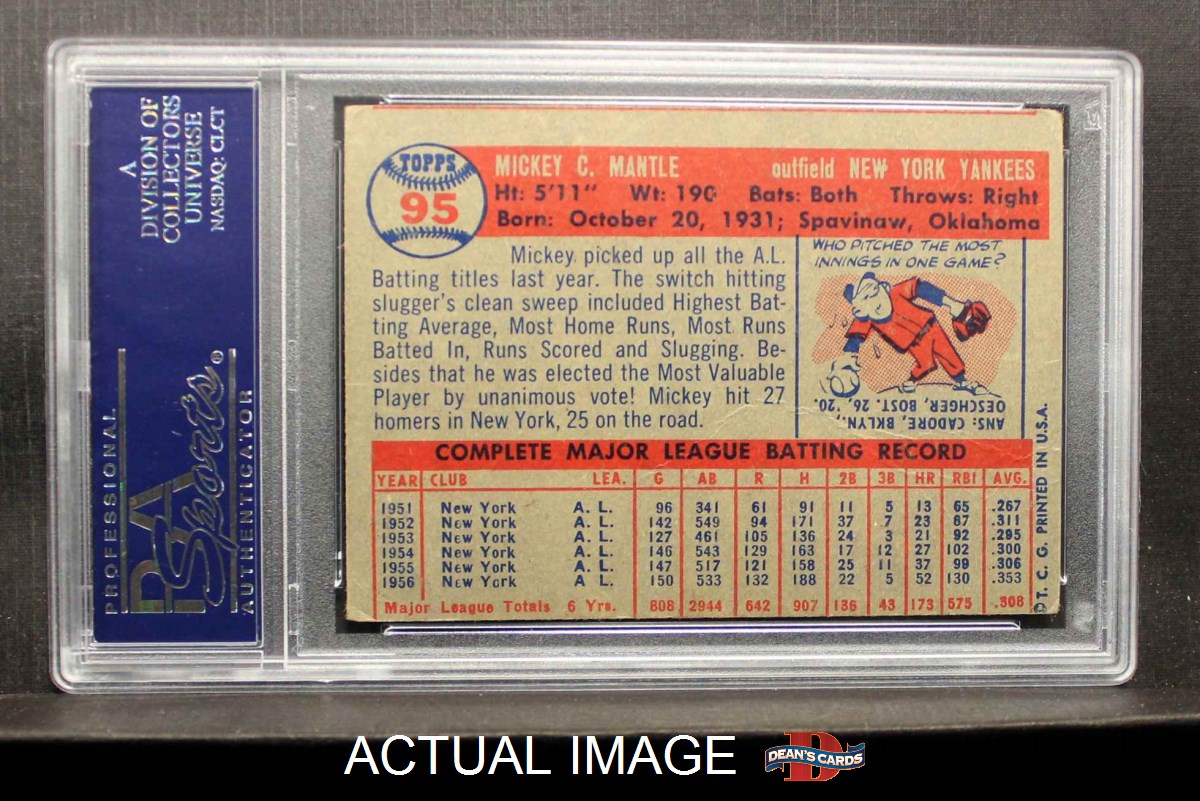 A
DIVISION OF
COLLECTORS
UNIVERSE
NASDAQ: CLCT
PROFESSIONAL
PSA
Sports ®
AUTHENTICATOR
TOPPS
95
MICKEY C. MANTLE outfield NEW YORK YANKEES
Ht: 5'11" Wt: 190 Bats: Both Throws: Right
Born: October 20, 1931; Spavinaw, Oklahoma
Mickey picked up all the A.L.
Batting titles last year. The switch hitting
slugger's clean sweep included Highest Bat-
ting Average, Most Home Runs, Most Runs
Batted In, Runs Scored and Slugging. Be-
sides that he was elected the Most Valuable
Player by unanimous vote! Mickey hit 27
homers in New York, 25 on the road.
WHO PITCHED THE MOST
INNINGS IN ONE GAME?
ANS: CADORE, BKLYN.,
OESCHGER, BOST. 26, '20.
COMPLETE MAJOR LEAGUE BATTING RECORD
YEAR CLUB LEA. G AB R H 2B 3B HR RBI AVG.
1951 New York A. L. 96 341 61 91 11 5 13 65 .267
1952 New York A. L. 142 549 94 171 37 7 23 87 .311
1953 New York A. L. 127 461 105 136 24 3 21 92 .295
1954 New York A. L. 146 543 129 163 17 12 27 102 .300
1955 New York A. L. 147 517 121 158 25 11 37 99 .306
1956 New York A. L. 150 533 132 188 22 5 52 130 .353
Major League Totals 6 Yrs. 808 2944 642 907 136 43 173 575 .308
© T. C. G. PRINTED IN U.S.A.
ACTUAL IMAGE
DEAN'S CARDS
D